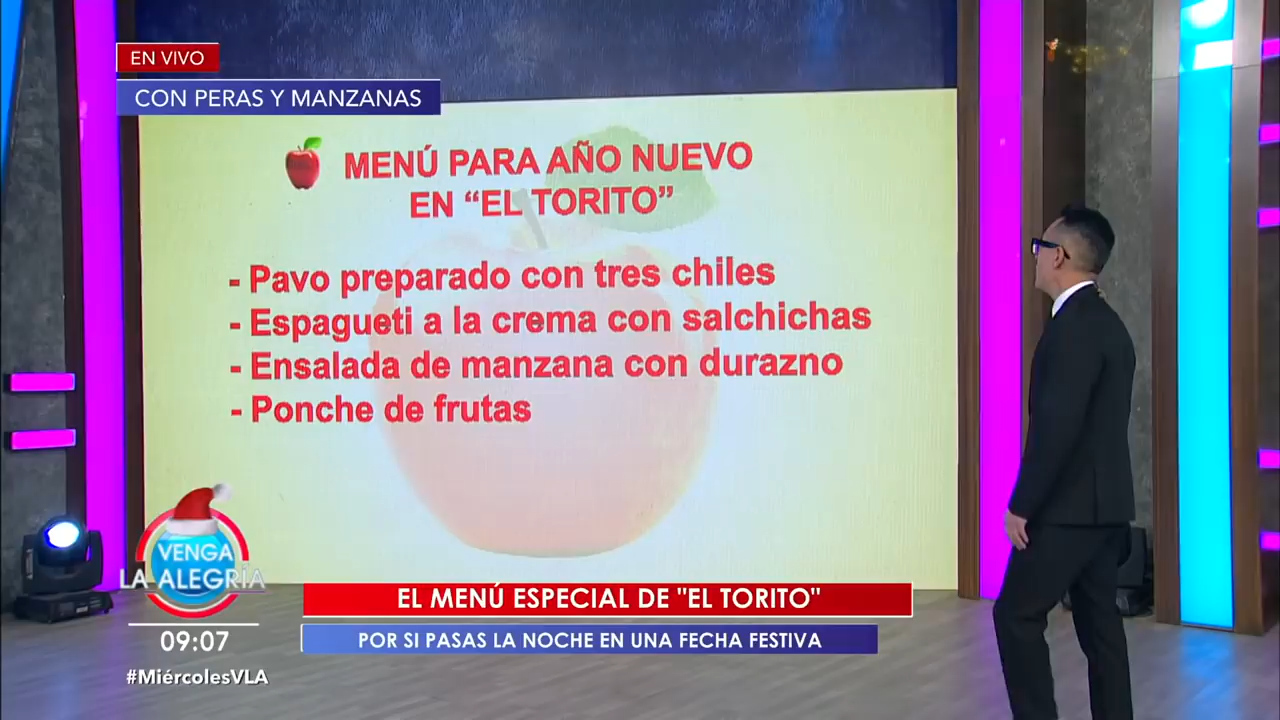 EN VIVO
CON PERAS Y MANZANAS
MENÚ PARA AÑO NUEVO
EN “EL TORITO”
- Pavo preparado con tres chiles
- Espagueti a la crema con salchichas
- Ensalada de manzana con durazno
- Ponche de frutas
VENGA
LA ALEGRÍA
09:07
#MiércolesVLA
EL MENÚ ESPECIAL DE "EL TORITO"
POR SI PASAS LA NOCHE EN UNA FECHA FESTIVA